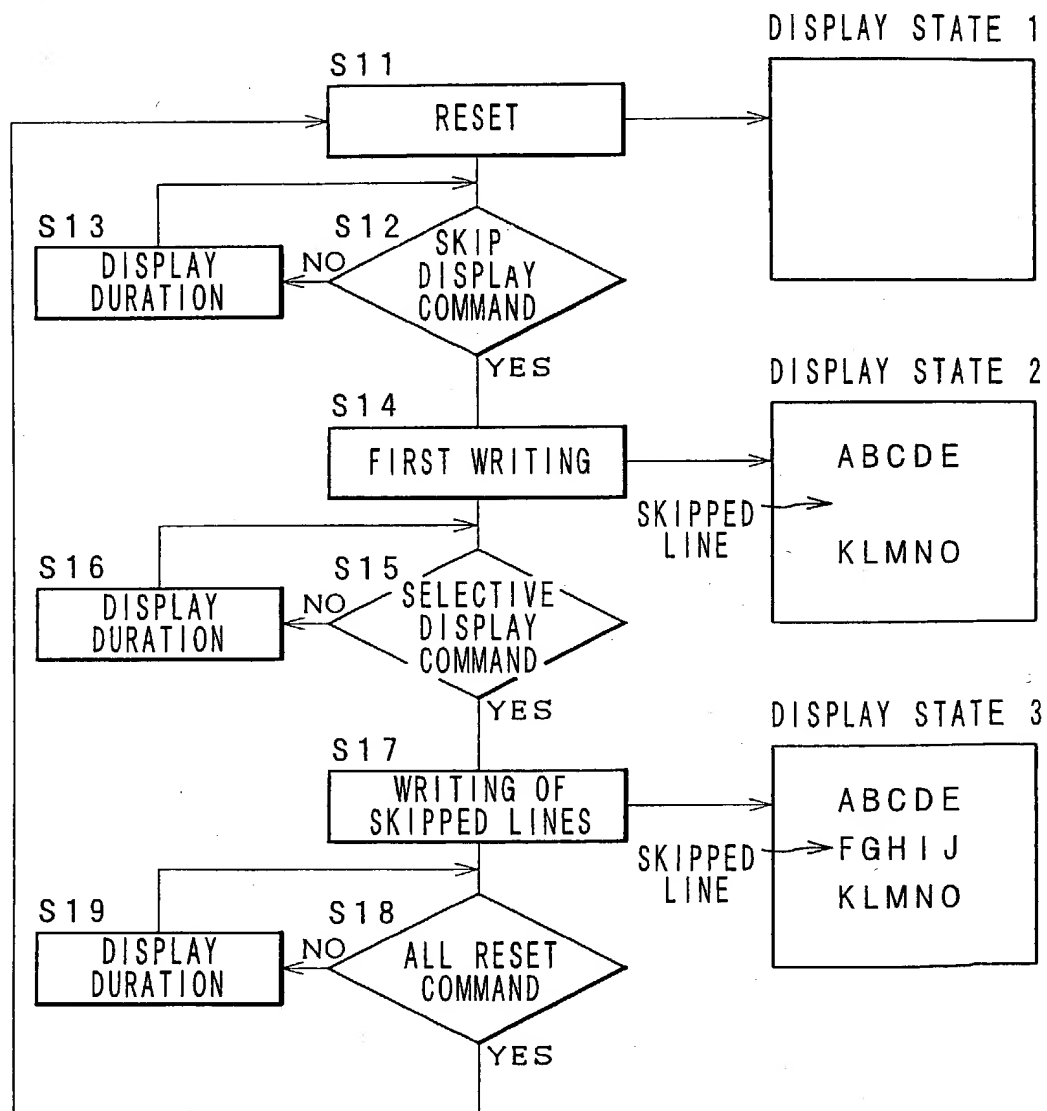 DISPLAY STATE 1
S11
RESET
S13
S12
DISPLAY
DURATION
NO
SKIP
DISPLAY
COMMAND
YES
DISPLAY STATE 2
S14
FIRST WRITING
ABCDE
SKIPPED
LINE
KLMNO
S16
S15
DISPLAY
DURATION
NO
SELECTIVE
DISPLAY
COMMAND
YES
DISPLAY STATE 3
S17
WRITING OF
SKIPPED LINES
ABCDE
FGHIJ
SKIPPED
LINE
KLMNO
S19
S18
DISPLAY
DURATION
NO
ALL RESET
COMMAND
YES